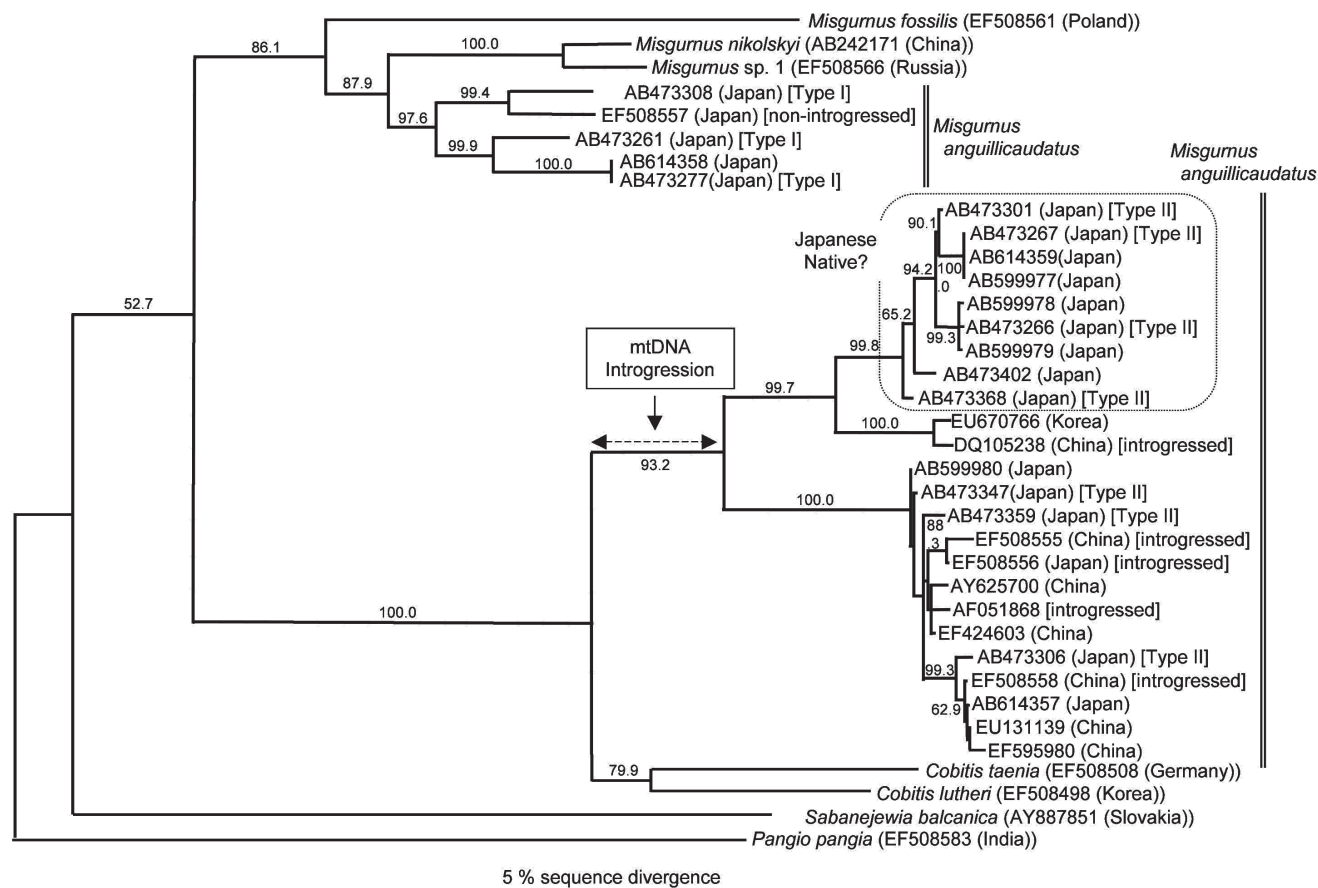 Misgurnus fossilis (EF508561 (Poland))
86.1
100.0
Misgurnus nikolskyi (AB242171 (China))
Misgurnus sp. 1 (EF508566 (Russia))
87.9
99.4
AB473308 (Japan) [Type I]
97.6
EF508557 (Japan) [non-introgressed]
AB473261 (Japan) [Type I]
99.9
100.0
AB614358 (Japan)
AB473277(Japan) [Type I]
Misgurnus
anguillicaudatus
Misgurnus
anguillicaudatus
Japanese
Native?
90.1
AB473301 (Japan) [Type II]
AB473267 (Japan) [Type II]
AB614359(Japan)
94.2
100
.0
AB599977(Japan)
AB599978 (Japan)
65.2
AB473266 (Japan) [Type II]
99.3
AB599979 (Japan)
99.8
AB473402 (Japan)
AB473368 (Japan) [Type II]
52.7
mtDNA
Introgression
99.7
100.0
EU670766 (Korea)
DQ105238 (China) [introgressed]
93.2
AB599980 (Japan)
100.0
AB473347(Japan) [Type II]
AB473359 (Japan) [Type II]
88
.3
EF508555 (China) [introgressed]
EF508556 (Japan) [introgressed]
AY625700 (China)
AF051868 [introgressed]
100.0
EF424603 (China)
AB473306 (Japan) [Type II]
99.3
EF508558 (China) [introgressed]
62.9
AB614357 (Japan)
EU131139 (China)
EF595980 (China)
79.9
Cobitis taenia (EF508508 (Germany))
Cobitis lutheri (EF508498 (Korea))
Sabanejewia balcanica (AY887851 (Slovakia))
Pangio pangia (EF508583 (India))
5 % sequence divergence